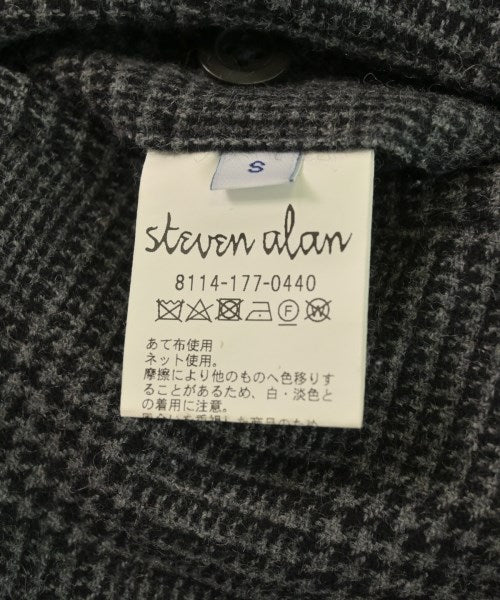 S
steven alan
8114-177-0440
あて布使用
ネット使用。
摩擦により他のものへ色移りす
ることがあるため、白・淡色と
の着用に注意。